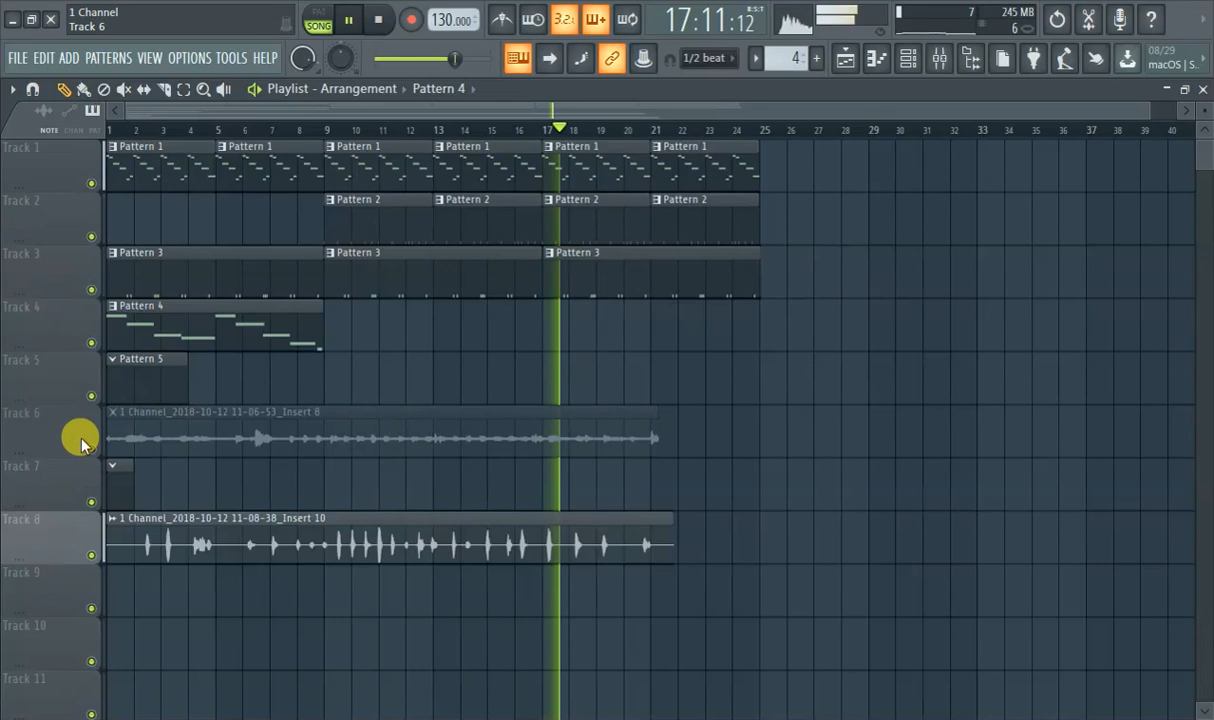 1 Channel
Track 6
PAT
SONG
130.000
3.2.
17:11:12
B:S:T
7
245 MB
6
FILE EDIT ADD PATTERNS VIEW OPTIONS TOOLS HELP
1/2 beat
4
08/29
macOS | S..
Playlist - Arrangement
Pattern 4
NOTE CHAN PAT
1 2 3 4 5 6 7 8 9 10 11 12 13 14 15 16 17 18 19 20 21 22 23 24 25 26 27 28 29 30 31 32 33 34 35 36 37 38 39 40
Track 1
Pattern 1
Pattern 1
Pattern 1
Pattern 1
Pattern 1
Pattern 1
Track 2
Pattern 2
Pattern 2
Pattern 2
Pattern 2
Track 3
Pattern 3
Pattern 3
Pattern 3
Track 4
Pattern 4
Track 5
Pattern 5
Track 6
1 Channel_2018-10-12 11-06-53_Insert 8
Track 7
Track 8
1 Channel_2018-10-12 11-08-38_Insert 10
Track 9
Track 10
Track 11